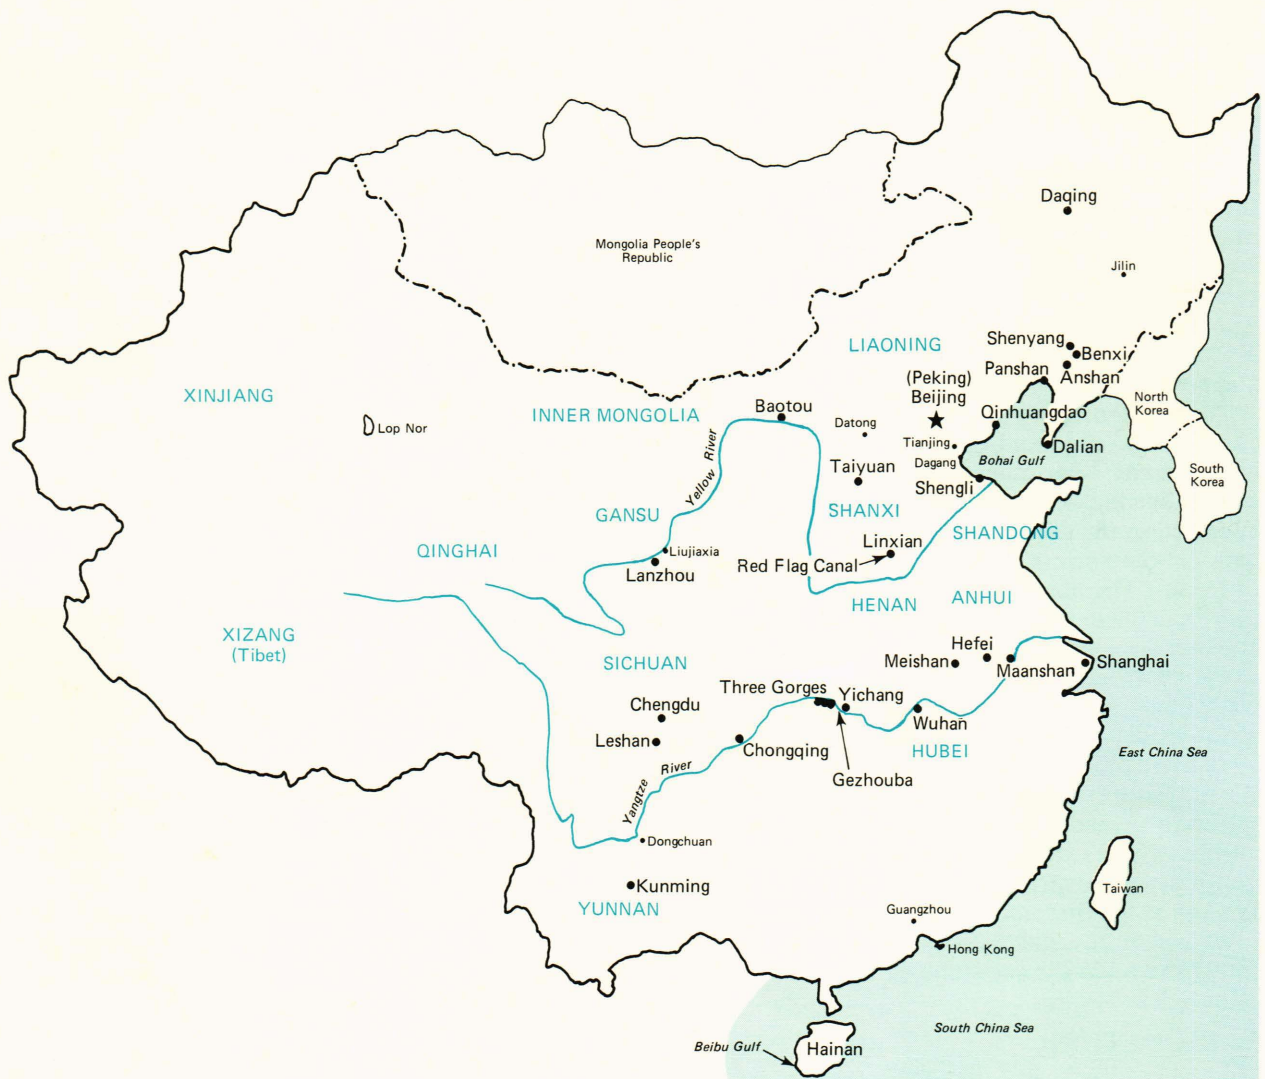 Daqing
Mongolia People's
Republic
Jilin
LIAONING
Shenyang
Benxi
Panshan
Anshan
(Peking)
Beijing
XINJIANG
INNER MONGOLIA
Baotou
Qinhuangdao
North
Korea
Lop Nor
Datong
Tianjing
Dalian
Yellow River
Taiyuan
Dagang
Bohai Gulf
South
Korea
Shengli
GANSU
SHANXI
SHANDONG
QINGHAI
Liujiaxia
Linxian
Lanzhou
Red Flag Canal
HENAN
ANHUI
XIZANG
(Tibet)
SICHUAN
Hefei
Meishan
Maanshan
Shanghai
Three Gorges
Yichang
Chengdu
Wuhan
Leshan
Chongqing
HUBEI
East China Sea
Yangtze River
Gezhouba
Dongchuan
Kunming
Taiwan
YUNNAN
Guangzhou
Hong Kong
South China Sea
Beibu Gulf
Hainan